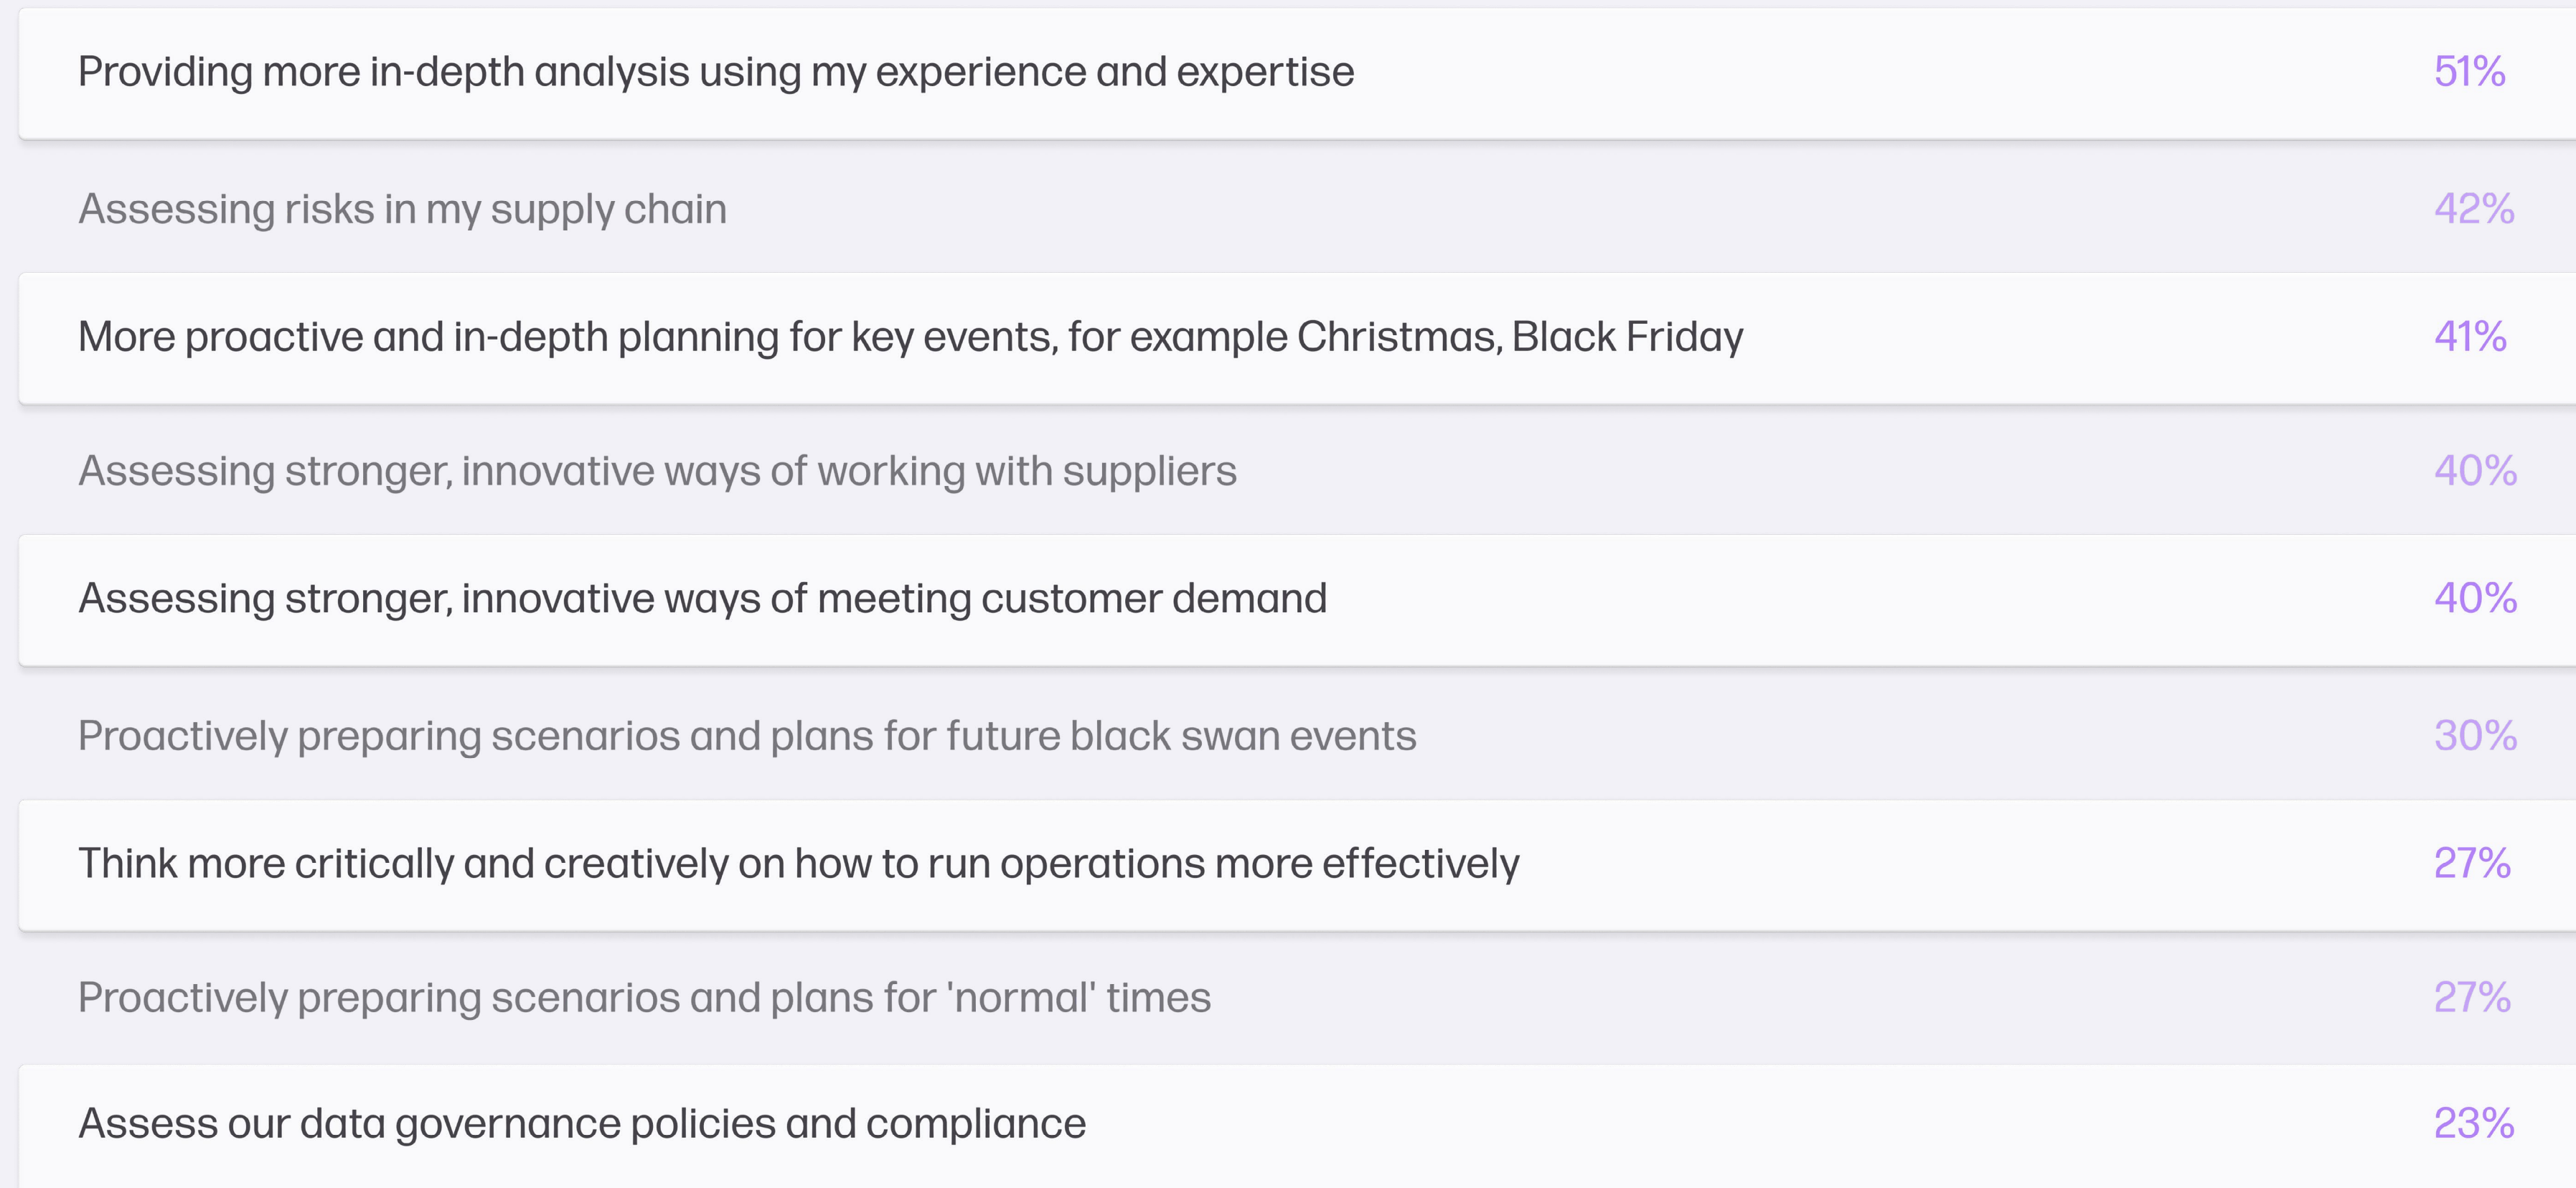 Providing more in-depth analysis using my experience and expertise 51%
Assessing risks in my supply chain 42%
More proactive and in-depth planning for key events, for example Christmas, Black Friday 41%
Assessing stronger, innovative ways of working with suppliers 40%
Assessing stronger, innovative ways of meeting customer demand 40%
Proactively preparing scenarios and plans for future black swan events 30%
Think more critically and creatively on how to run operations more effectively 27%
Proactively preparing scenarios and plans for 'normal' times 27%
Assess our data governance policies and compliance 23%